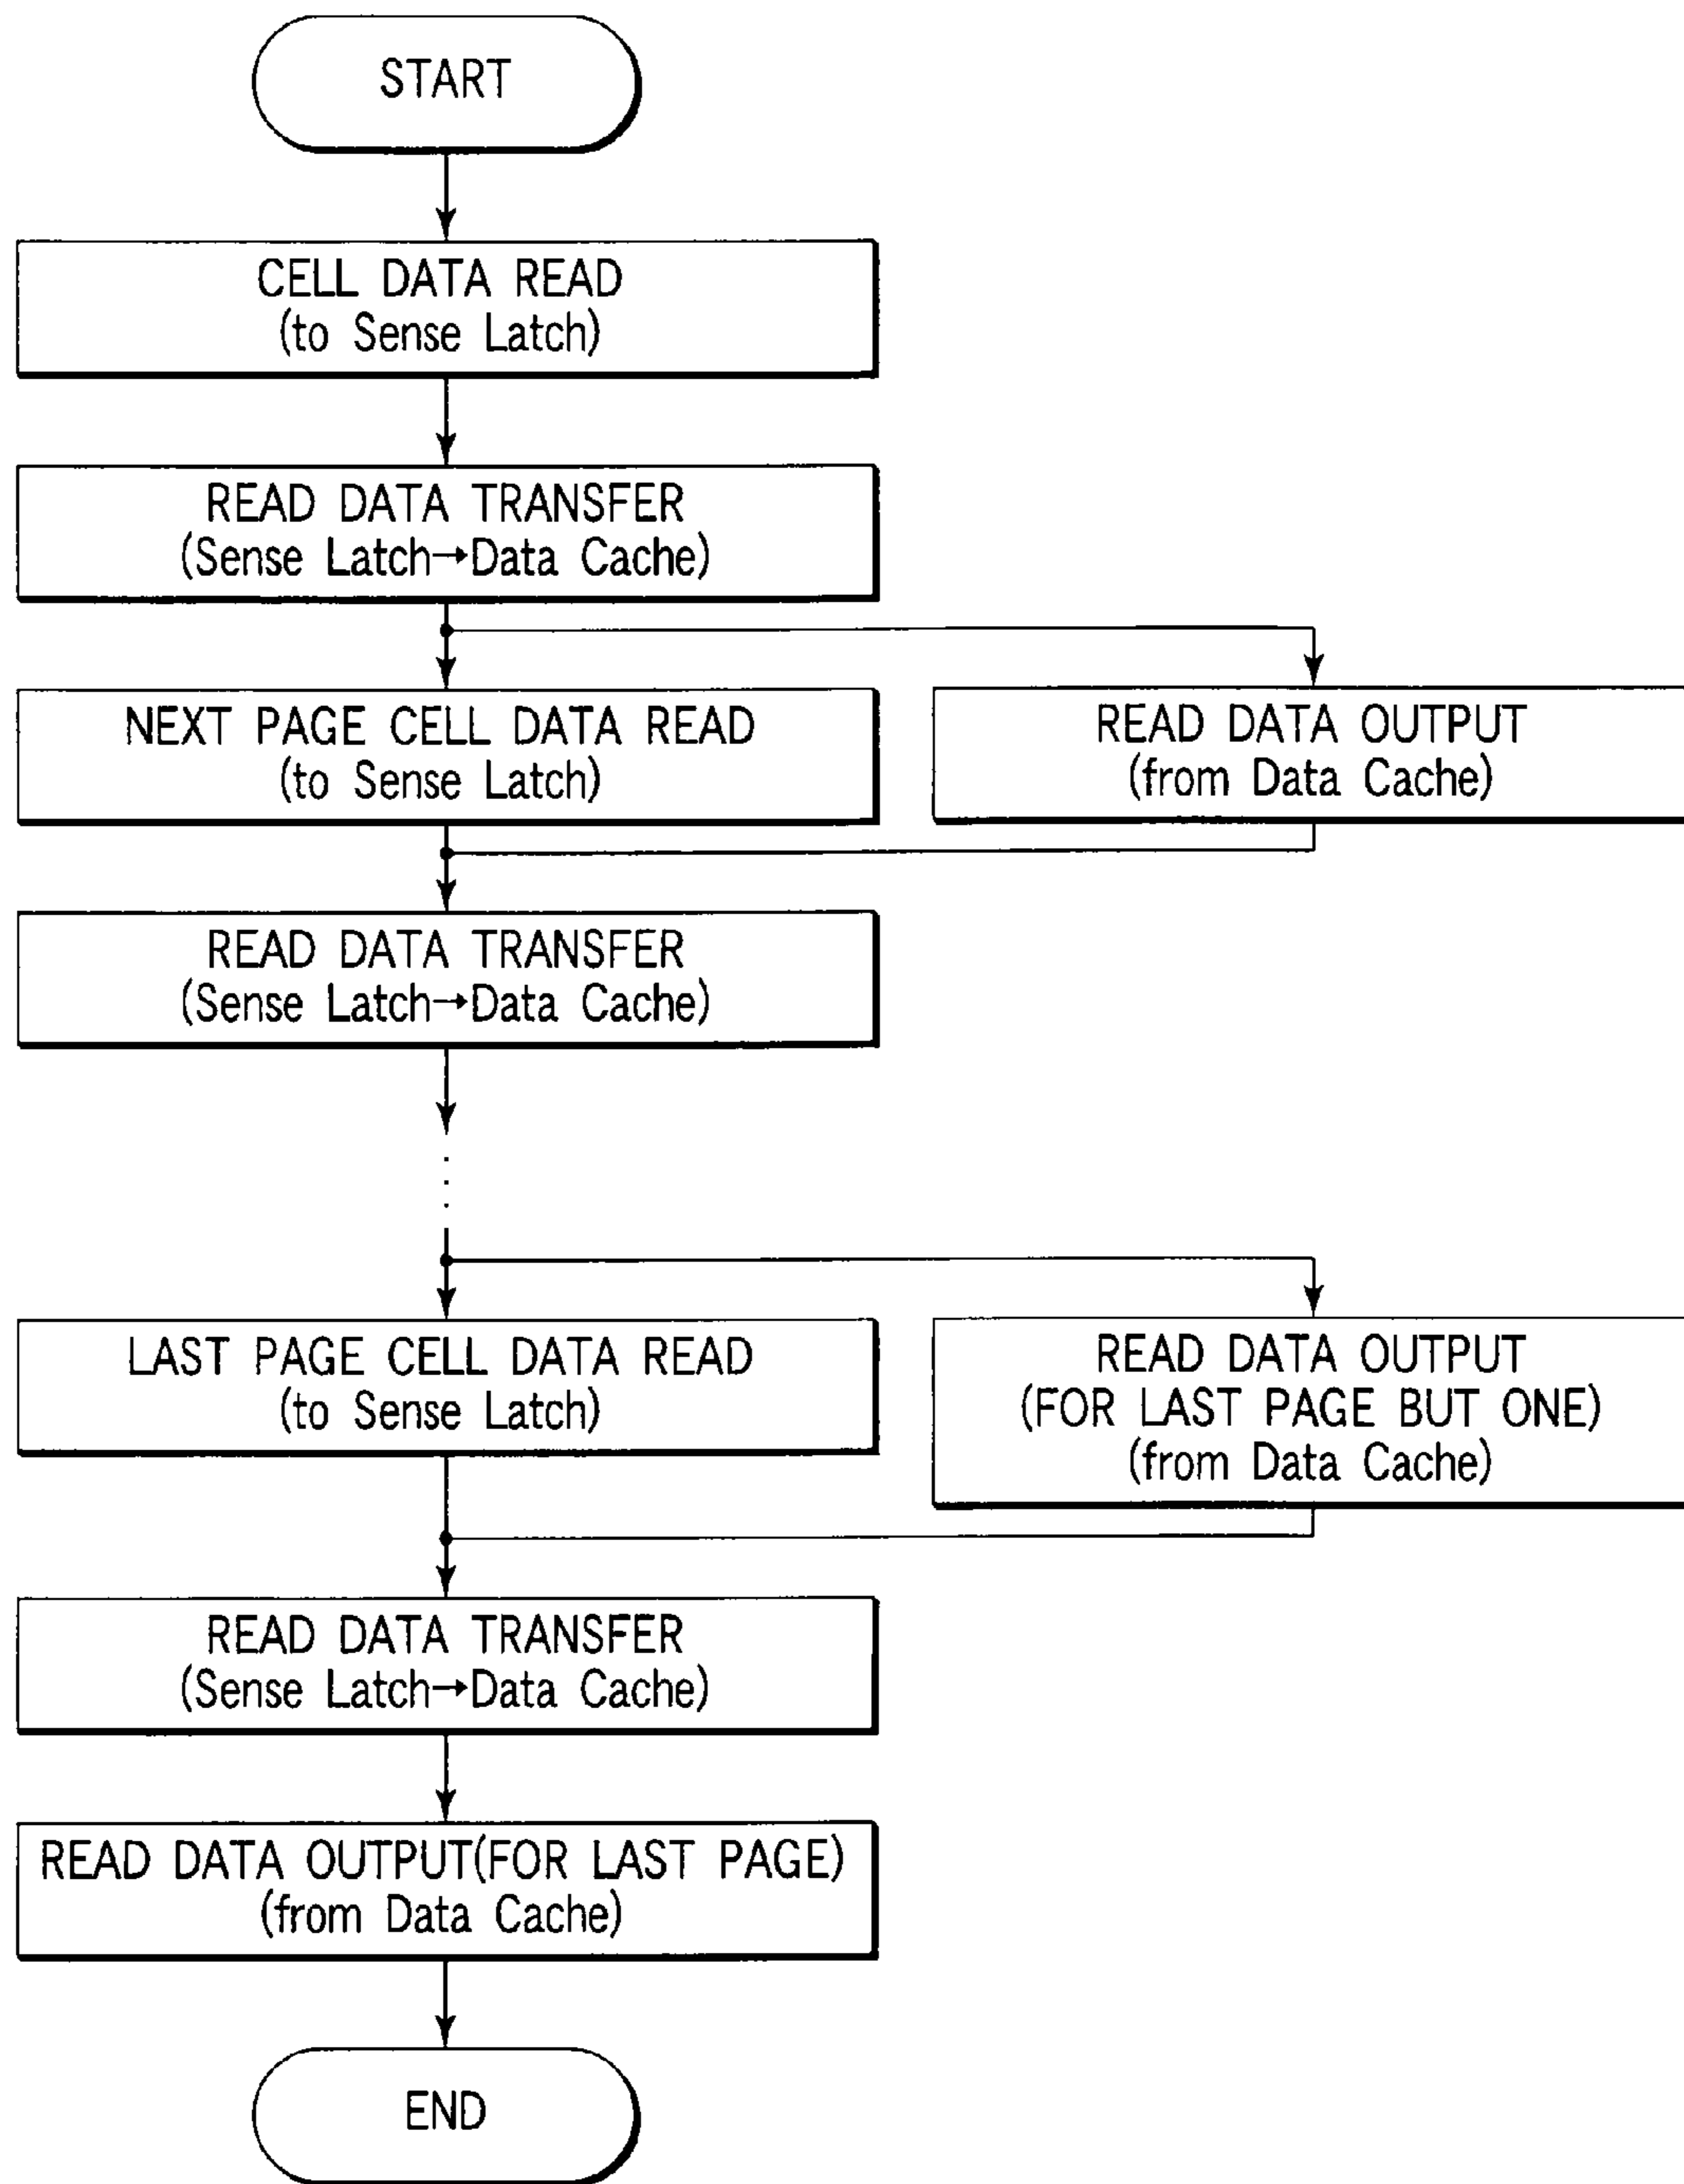 START
CELL DATA READ
(to Sense Latch)
READ DATA TRANSFER
(Sense Latch→Data Cache)
NEXT PAGE CELL DATA READ
(to Sense Latch)
READ DATA OUTPUT
(from Data Cache)
READ DATA TRANSFER
(Sense Latch→Data Cache)
LAST PAGE CELL DATA READ
(to Sense Latch)
READ DATA OUTPUT
(FOR LAST PAGE BUT ONE)
(from Data Cache)
READ DATA TRANSFER
(Sense Latch→Data Cache)
READ DATA OUTPUT(FOR LAST PAGE)
(from Data Cache)
END